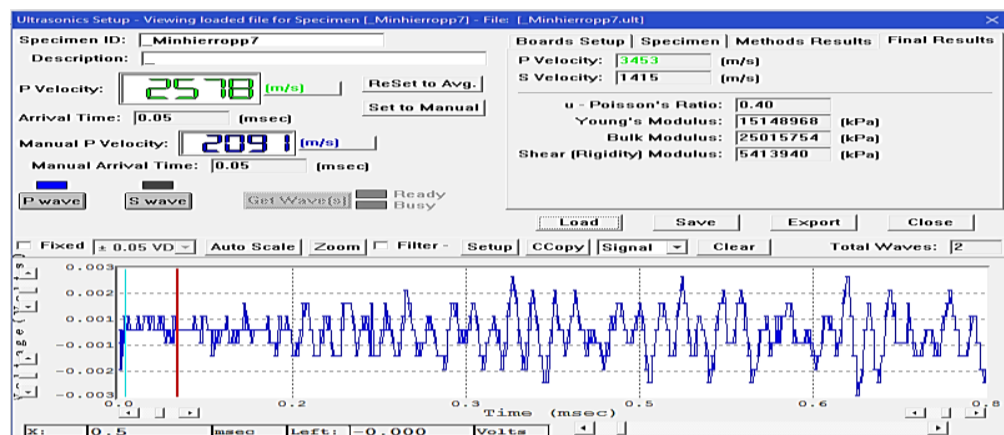 Ultrasonics Setup - Viewing loaded file for Specimen [_Minhierropp7] - File: [_Minhierropp7.ult]
Specimen ID: _Minhierropp7
Description: _
P Velocity: 2578 (m/s)
ReSet to Avg.
Set to Manual
Arrival Time: 0.05 (msec)
Manual P Velocity: 2091 (m/s)
Manual Arrival Time: 0.05 (msec)
P wave
S wave
Get Wave(s)
Ready
Busy
Boards Setup | Specimen | Methods Results | Final Results
P Velocity: 3453 (m/s)
S Velocity: 1415 (m/s)
u - Poisson's Ratio: 0.40
Young's Modulus: 15148968 (kPa)
Bulk Modulus: 25015754 (kPa)
Shear (Rigidity) Modulus: 5413940 (kPa)
Load Save Export Close
Fixed ± 0.05 VD Auto Scale Zoom Filter - Setup CCopy Signal Clear Total Waves: 2
Voltage (Volts)
0.003
0.002
0.001
-0.001
-0.002
-0.003
0.0 0.2 0.3 0.5 0.6 0.8
Time (msec)
X: 0.5 msec Left: -0.000 Volts